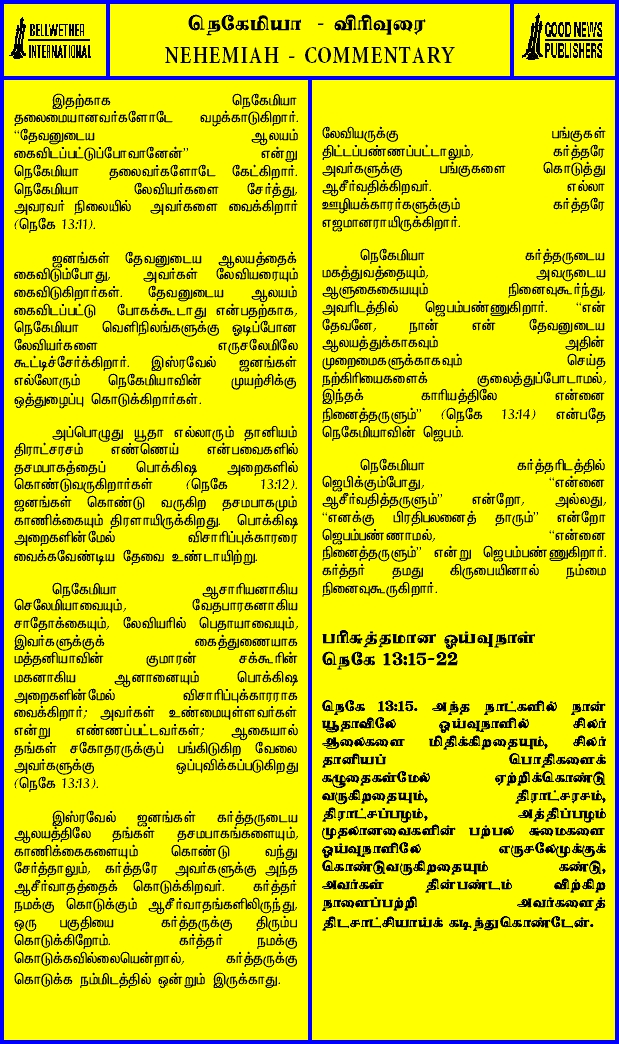 BELLWETHER
INTERNATIONAL
நெகேமியா - விரிவுரை
NEHEMIAH - COMMENTARY
GOOD NEWS
PUBLISHERS
இதற்காக நெகேமியா
தலைமையானவர்களோடே வழக்காடுகிறார்.
“தேவனுடைய ஆலயம்
கைவிடப்பட்டுப்போவானேன்” என்று
நெகேமியா தலைவர்களோடே கேட்கிறார்.
நெகேமியா லேவியர்களை சேர்த்து,
அவரவர் நிலையில் அவர்களை வைக்கிறார்
(நெகே 13:11).
ஜனங்கள் தேவனுடைய ஆலயத்தைக்
கைவிடும்போது, அவர்கள் லேவியரையும்
கைவிடுகிறார்கள். தேவனுடைய ஆலயம்
கைவிடப்பட்டு போகக்கூடாது என்பதற்காக,
நெகேமியா வெளிநிலங்களுக்கு ஓடிப்போன
லேவியர்களை எருசலேமிலே
கூட்டிச்சேர்க்கிறார். இஸ்ரவேல் ஜனங்கள்
எல்லோரும் நெகேமியாவின் முயற்சிக்கு
ஒத்துழைப்பு கொடுக்கிறார்கள்.
அப்பொழுது யூதா எல்லாரும் தானியம்
திராட்சரசம் எண்ணெய் என்பவைகளில்
தசமபாகத்தைப் பொக்கிஷ அறைகளில்
கொண்டுவருகிறார்கள் (நெகே 13:12).
ஜனங்கள் கொண்டு வருகிற தசமபாகமும்
காணிக்கையும் திரளாயிருக்கிறது. பொக்கிஷ
அறைகளின்மேல் விசாரிப்புக்காரரை
வைக்கவேண்டிய தேவை உண்டாயிற்று.
நெகேமியா ஆசாரியனாகிய
செலேமியாவையும், வேதபாரகனாகிய
சாதோக்கையும், லேவியரில் பெதாயாவையும்,
இவர்களுக்குக் கைத்துணையாக
மத்தனியாவின் குமாரன் சக்கூரின்
மகனாகிய ஆனானையும் பொக்கிஷ
அறைகளின்மேல் விசாரிப்புக்காரராக
வைக்கிறார்; அவர்கள் உண்மையுள்ளவர்கள்
என்று எண்ணப்பட்டவர்கள்; ஆகையால்
தங்கள் சகோதரருக்குப் பங்கிடுகிற வேலை
அவர்களுக்கு ஒப்புவிக்கப்படுகிறது
(நெகே 13:13).
இஸ்ரவேல் ஜனங்கள் கர்த்தருடைய
ஆலயத்திலே தங்கள் தசமபாகங்களையும்,
காணிக்கைகளையும் கொண்டு வந்து
சேர்த்தாலும், கர்த்தரே அவர்களுக்கு அந்த
ஆசீர்வாதத்தைக் கொடுக்கிறவர். கர்த்தர்
நமக்கு கொடுக்கும் ஆசீர்வாதங்களிலிருந்து,
ஒரு பகுதியை கர்த்தருக்கு திரும்ப
கொடுக்கிறோம். கர்த்தர் நமக்கு
கொடுக்கவில்லையென்றால், கர்த்தருக்கு
கொடுக்க நம்மிடத்தில் ஒன்றும் இருக்காது.
லேவியருக்கு பங்குகள்
திட்டப்பண்ணப்பட்டாலும், கர்த்தரே
அவர்களுக்கு பங்குகளை கொடுத்து
ஆசீர்வதிக்கிறவர். எல்லா
ஊழியக்காரர்களுக்கும் கர்த்தரே
எஜமானராயிருக்கிறார்.
நெகேமியா கர்த்தருடைய
மகத்துவத்தையும், அவருடைய
ஆளுகைகையயும் நினைவுகூர்ந்து,
அவரிடத்தில் ஜெபம்பண்ணுகிறார். “என்
தேவனே, நான் என் தேவனுடைய
ஆலயத்துக்காகவும் அதின்
முறைமைகளுக்காகவும் செய்த
நற்கிரியைகளைக் குலைத்துப்போடாமல்,
இந்தக் காரியத்திலே என்னை
நினைத்தருளும்” (நெகே 13:14) என்பதே
நெகேமியாவின் ஜெபம்.
நெகேமியா கர்த்தரிடத்தில்
ஜெபிக்கும்போது, “என்னை
ஆசீர்வதித்தருளும்” என்றோ, அல்லது,
“எனக்கு பிரதிபலனைத் தாரும்” என்றோ
ஜெபம்பண்ணாமல், “என்னை
நினைத்தருளும்” என்று ஜெபம்பண்ணுகிறார்.
கர்த்தர் தமது கிருபையினால் நம்மை
நினைவுகூருகிறார்.
பரிசுத்தமான ஓய்வுநாள்
நெகே 13:15-22
நெகே 13:15. அந்த நாட்களில் நான்
யூதாவிலே ஓய்வுநாளில் சிலர்
ஆலைகளை மிதிக்கிறதையும், சிலர்
தானியப் பொதிகளைக்
கழுதைகள்மேல் ஏற்றிக்கொண்டு
வருகிறதையும், திராட்சரசம்,
திராட்சப்பழம், அத்திப்பழம்
முதலானவைகளின் பற்பல சுமைகளை
ஓய்வுநாளிலே எருசலேமுக்குக்
கொண்டுவருகிறதையும் கண்டு,
அவர்கள் தின்பண்டம் விற்கிற
நாளைப்பற்றி அவர்களைத்
திடசாட்சியாய்க் கடிந்துகொண்டேன்.